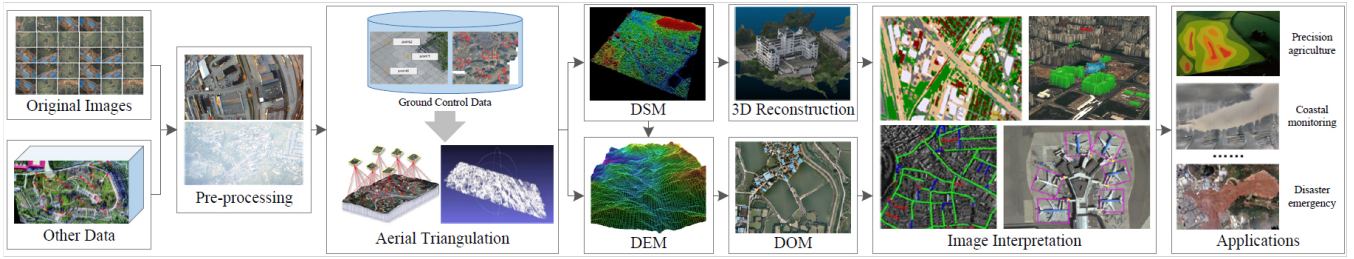 Original Images
Other Data
Pre-processing
Ground Control Data
Aerial Triangulation
DSM
3D Reconstruction
DEM
DOM
Image Interpretation
Precision
agriculture
Coastal
monitoring
......
Disaster
emergency
Applications